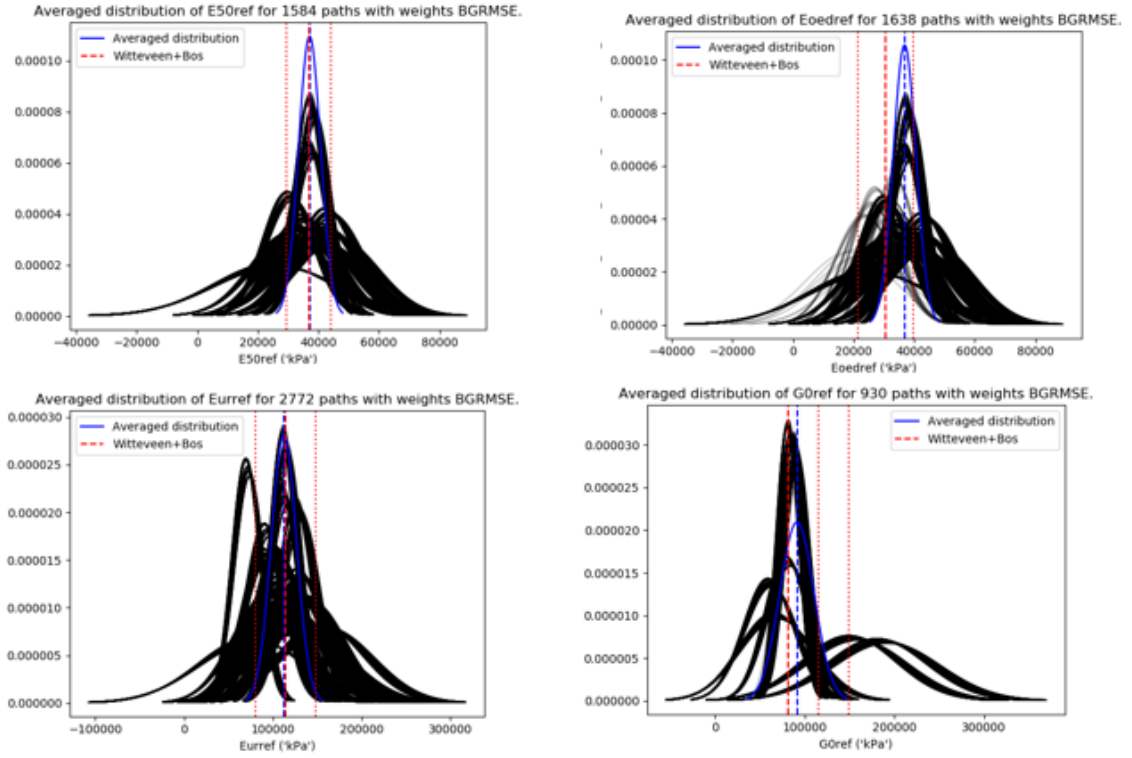 Averaged distribution of E50ref for 1584 paths with weights BGRMSE.
Averaged distribution
Witteveen+Bos
0.00010
0.00008
0.00006
0.00004
0.00002
0.00000
−40000 −20000 0 20000 40000 60000 80000
E50ref ('kPa')
Averaged distribution of Eoedref for 1638 paths with weights BGRMSE.
Averaged distribution
Witteveen+Bos
0.00010
0.00008
0.00006
0.00004
0.00002
0.00000
−40000 −20000 0 20000 40000 60000 80000
Eoedref ('kPa')
Averaged distribution of Eurref for 2772 paths with weights BGRMSE.
Averaged distribution
Witteveen+Bos
0.000030
0.000025
0.000020
0.000015
0.000010
0.000005
0.000000
−100000 0 100000 200000 300000
Eurref ('kPa')
Averaged distribution of G0ref for 930 paths with weights BGRMSE.
Averaged distribution
Witteveen+Bos
0.000030
0.000025
0.000020
0.000015
0.000010
0.000005
0.000000
0 100000 200000 300000
G0ref ('kPa')